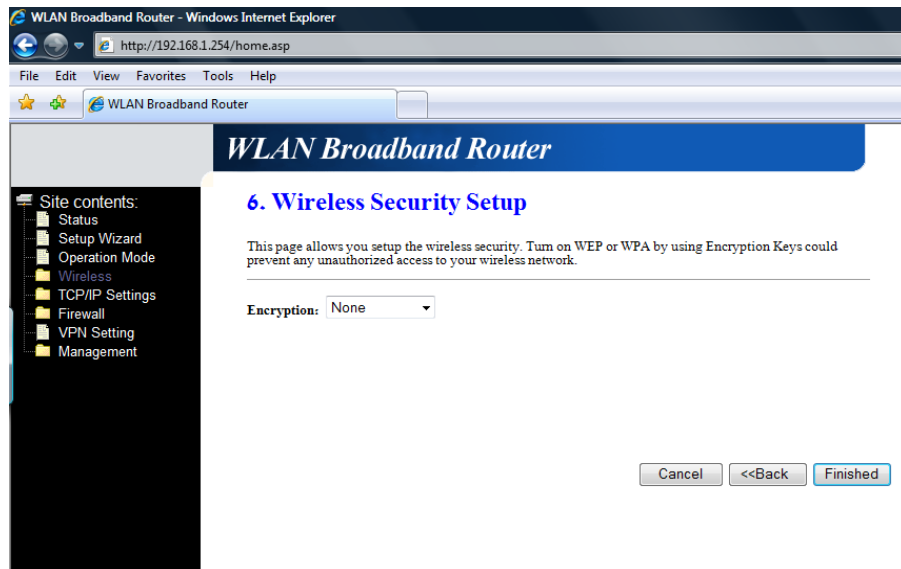 WLAN Broadband Router - Windows Internet Explorer
http://192.168.1.254/home.asp
File Edit View Favorites Tools Help
WLAN Broadband Router
WLAN Broadband Router
Site contents:
Status
Setup Wizard
Operation Mode
Wireless
TCP/IP Settings
Firewall
VPN Setting
Management
6. Wireless Security Setup
This page allows you setup the wireless security. Turn on WEP or WPA by using Encryption Keys could
prevent any unauthorized access to your wireless network.
Encryption: None
Cancel <<Back Finished